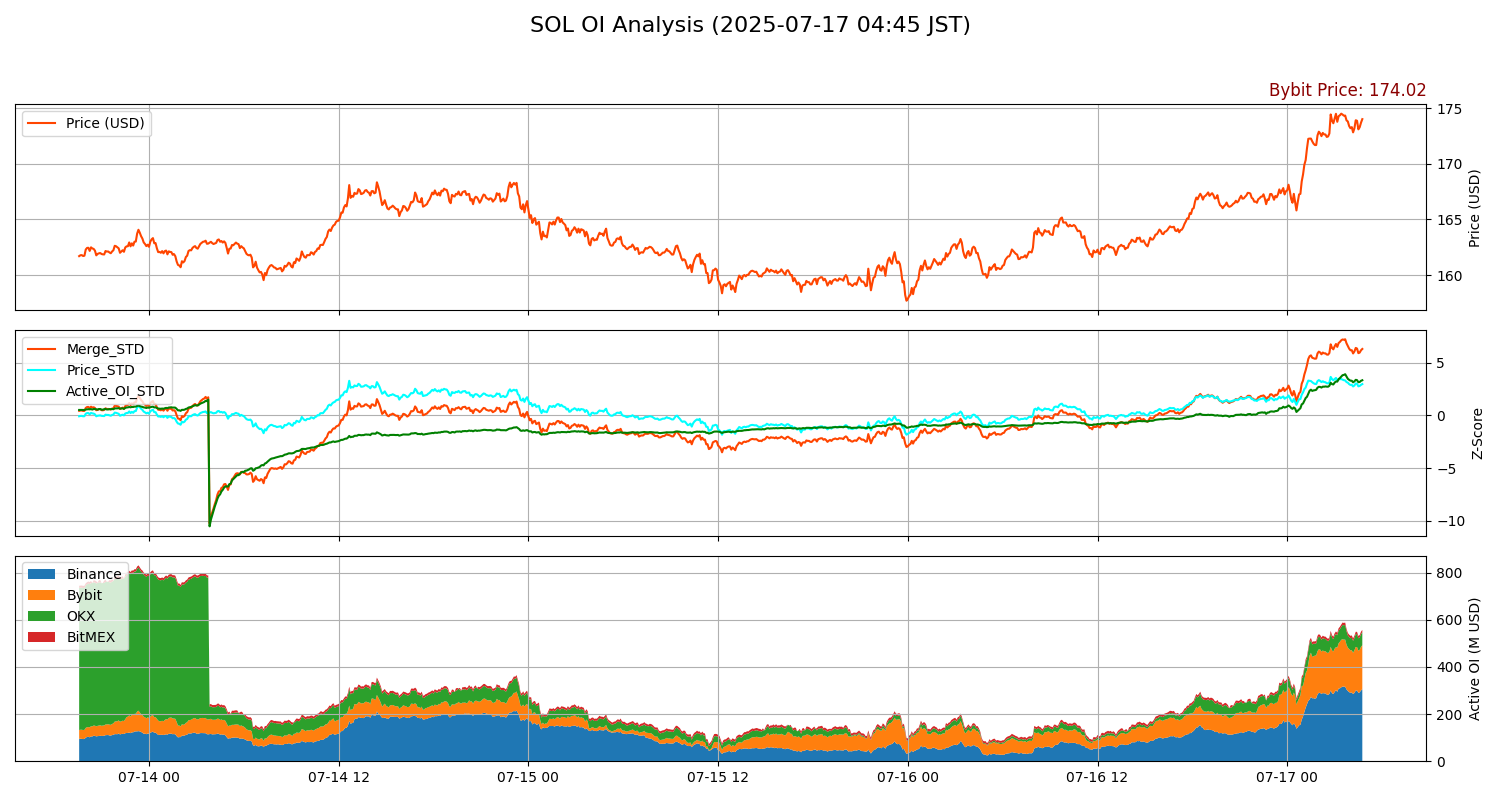 SOL OI Analysis (2025-07-17 04:45 JST)
Bybit Price: 174.02
Price (USD)
175
170
165
160
Price (USD)
Merge_STD
Price_STD
Active_OI_STD
5
0
−5
−10
Z-Score
Binance
Bybit
OKX
BitMEX
800
600
400
200
0
Active OI (M USD)
07-14 00
07-14 12
07-15 00
07-15 12
07-16 00
07-16 12
07-17 00